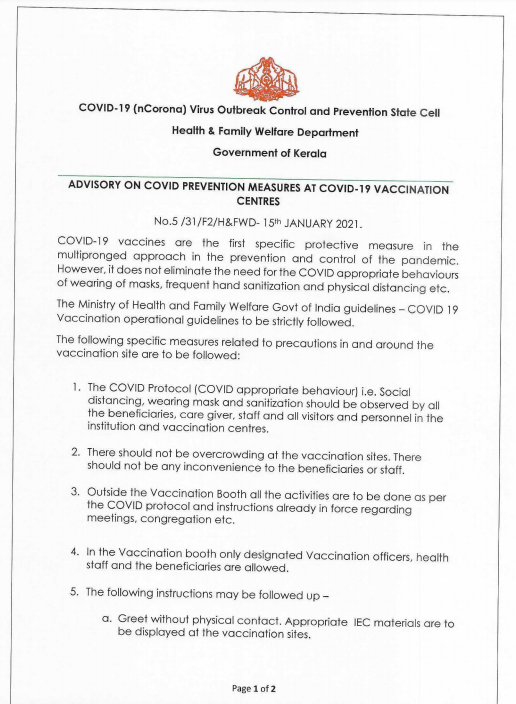 COVID-19 (nCorona) Virus Outbreak Control and Prevention State Cell
Health & Family Welfare Department
Government of Kerala
ADVISORY ON COVID PREVENTION MEASURES AT COVID-19 VACCINATION
CENTRES
No.5 /31/F2/H&FWD- 15th JANUARY 2021.
COVID-19 vaccines are the first specific protective measure in the
multipronged approach in the prevention and control of the pandemic.
However, it does not eliminate the need for the COVID appropriate behaviours
of wearing of masks, frequent hand sanitization and physical distancing etc.
The Ministry of Health and Family Welfare Govt of India guidelines – COVID 19
Vaccination operational guidelines to be strictly followed.
The following specific measures related to precautions in and around the
vaccination site are to be followed:
1. The COVID Protocol (COVID appropriate behaviour) i.e. Social
distancing, wearing mask and sanitization should be observed by all
the beneficiaries, care giver, staff and all visitors and personnel in the
institution and vaccination centres.
2. There should not be overcrowding at the vaccination sites. There
should not be any inconvenience to the beneficiaries or staff.
3. Outside the Vaccination Booth all the activities are to be done as per
the COVID protocol and instructions already in force regarding
meetings, congregation etc.
4. In the Vaccination booth only designated Vaccination officers, health
staff and the beneficiaries are allowed.
5. The following instructions may be followed up –
a. Greet without physical contact. Appropriate IEC materials are to
be displayed at the vaccination sites.
Page 1 of 2